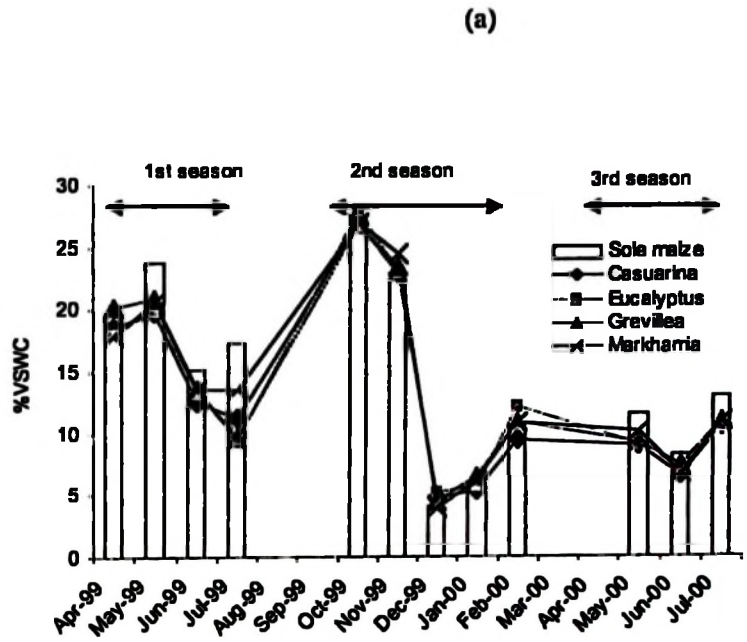 (a)
1st season
2nd season
3rd season
30
25
20
15
10
5
0
%VSWC
Sole maize
Casuarina
Eucalyptus
Grevillea
Markhamia
Apr-99
May-99
Jun-99
Jul-99
Aug-99
Sep-99
Oct-99
Nov-99
Dec-99
Jan-00
Feb-00
Mar-00
Apr-00
May-00
Jun-00
Jul-00